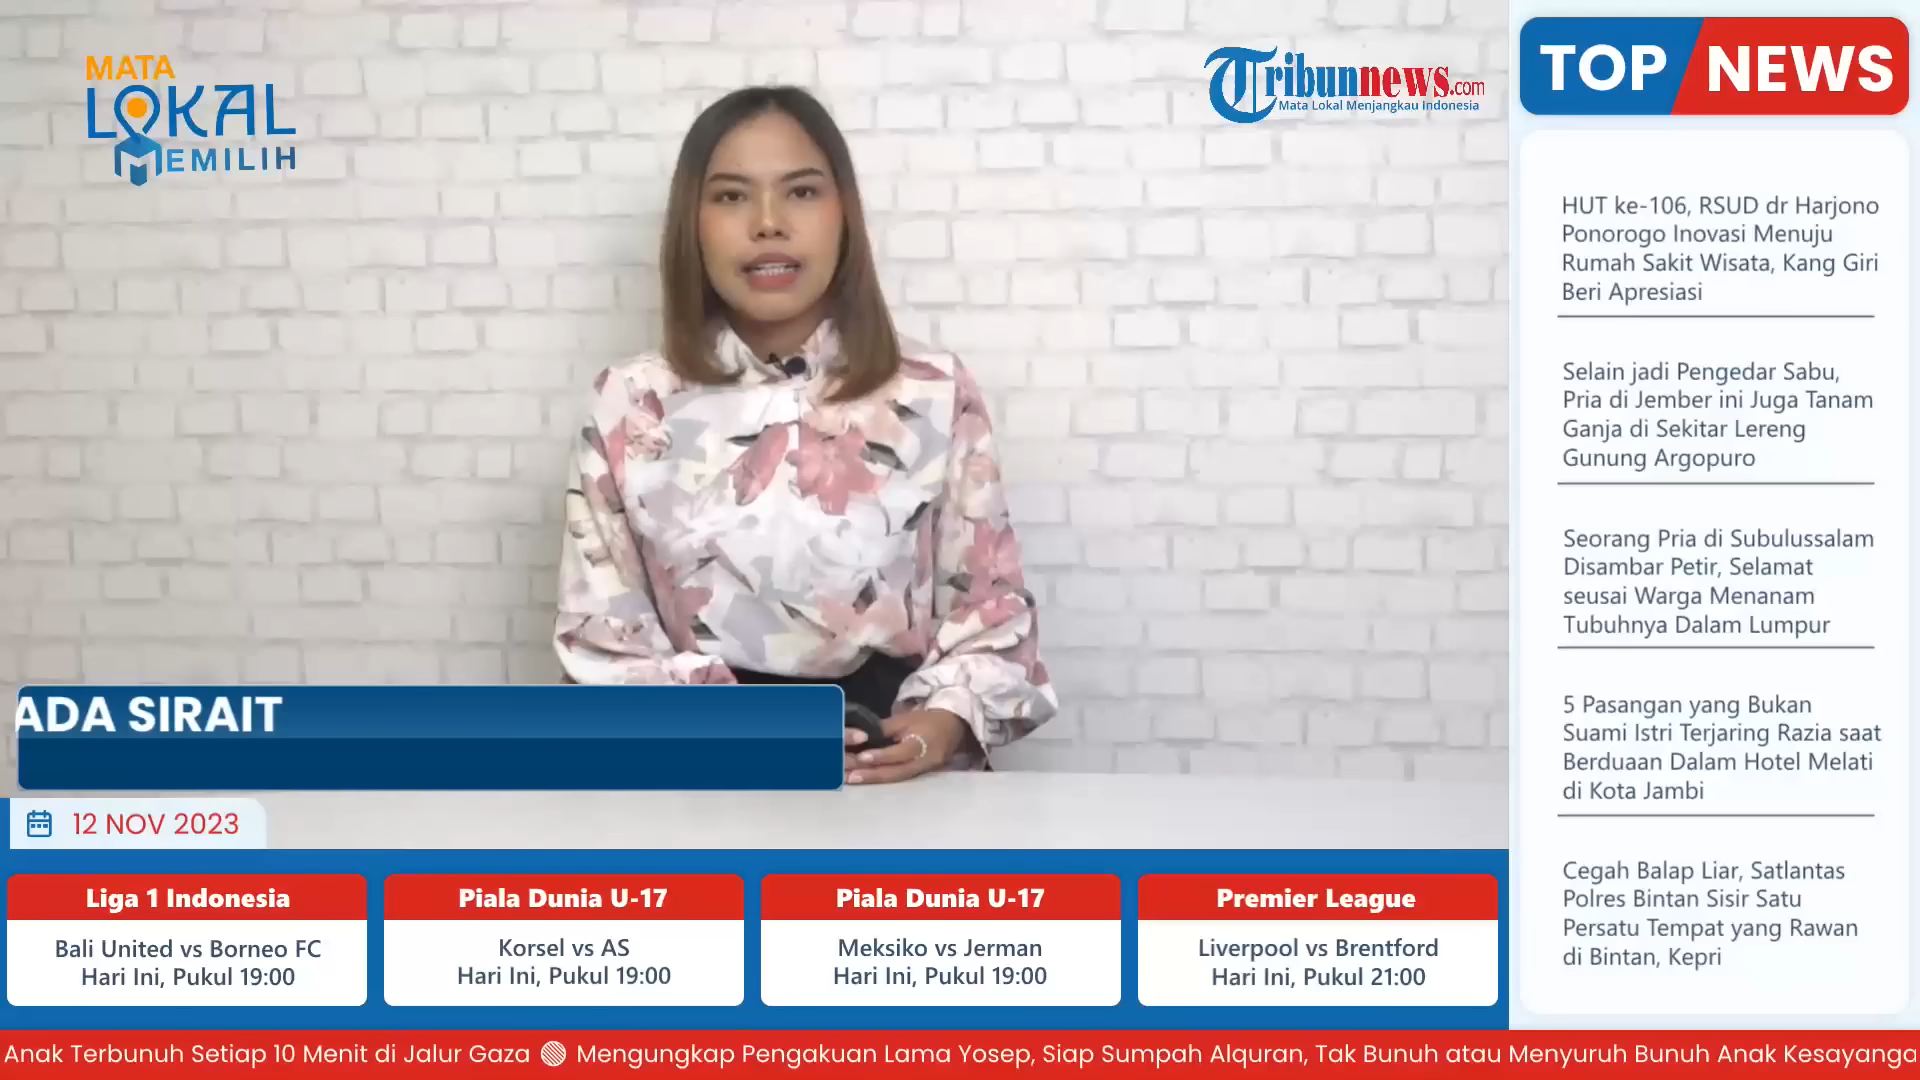 MATA
LOKAL
MEMILIH
Tribunnews.com
Mata Lokal Menjangkau Indonesia
TOP NEWS
HUT ke-106, RSUD dr Harjono
Ponorogo Inovasi Menuju
Rumah Sakit Wisata, Kang Giri
Beri Apresiasi
Selain jadi Pengedar Sabu,
Pria di Jember ini Juga Tanam
Ganja di Sekitar Lereng
Gunung Argopuro
Seorang Pria di Subulussalam
Disambar Petir, Selamat
seusai Warga Menanam
Tubuhnya Dalam Lumpur
5 Pasangan yang Bukan
Suami Istri Terjaring Razia saat
Berduaan Dalam Hotel Melati
di Kota Jambi
Cegah Balap Liar, Satlantas
Polres Bintan Sisir Satu
Persatu Tempat yang Rawan
di Bintan, Kepri
ADA SIRAIT
12 NOV 2023
Liga 1 Indonesia
Bali United vs Borneo FC
Hari Ini, Pukul 19:00
Piala Dunia U-17
Korsel vs AS
Hari Ini, Pukul 19:00
Piala Dunia U-17
Meksiko vs Jerman
Hari Ini, Pukul 19:00
Premier League
Liverpool vs Brentford
Hari Ini, Pukul 21:00
Anak Terbunuh Setiap 10 Menit di Jalur Gaza Mengungkap Pengakuan Lama Yosep, Siap Sumpah Alquran, Tak Bunuh atau Menyuruh Bunuh Anak Kesayanga